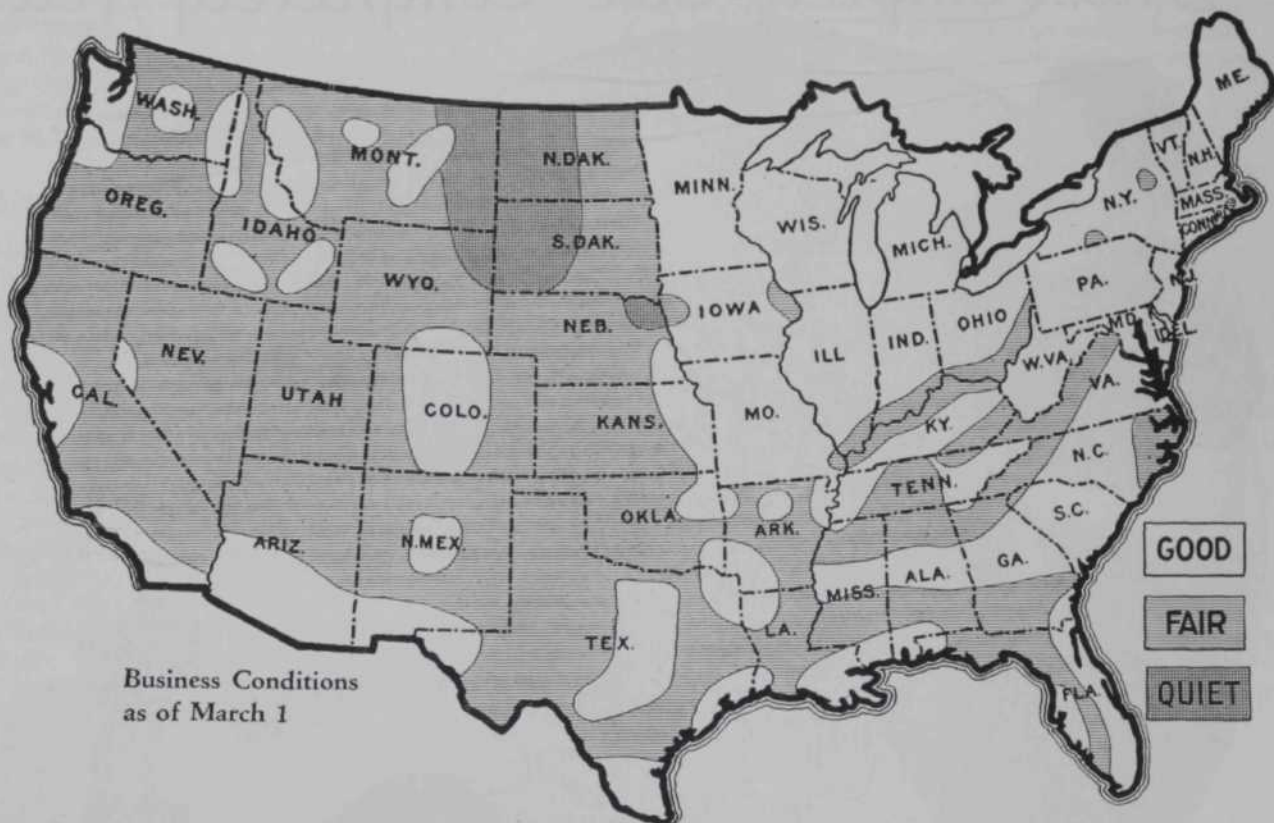 WASH.
MONT.
N.DAK.
MINN.
ME.
VT.
N.H.
OREG.
IDAHO
S.DAK.
WIS.
MICH.
N.Y.
MASS.
CONN.
WYO.
NEB.
IOWA
PA.
N.J.
NEV.
UTAH
COLO.
KANS.
MO.
ILL
IND.
OHIO
MD.
DEL.
W.VA.
VA.
CAL.
KY.
N.C.
TENN.
S.C.
ARIZ.
N.MEX.
OKLA.
ARK.
MISS.
ALA.
GA.
TEX.
LA.
FLA.
GOOD
FAIR
QUIET
Business Conditions
as of March 1